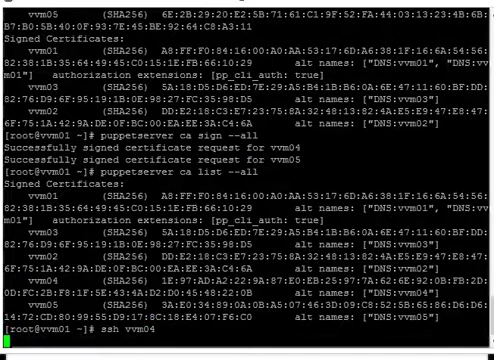 vvm05 (SHA256) 6E:2B:29:20:E2:5B:71:61:C1:9F:52:FA:44:03:13:23:4B:6B:
B7:B0:5B:40:0F:93:7E:45:BE:92:64:C8:A3:11
Signed Certificates:
vvm01 (SHA256) A8:FF:F0:84:16:00:A0:AA:53:17:6D:A6:38:1F:16:6A:54:56:
82:38:1B:35:64:49:45:C0:15:1E:FB:66:10:29 alt names: ["DNS:vvm01", "DNS:vv
m01"] authorization extensions: [pp_cli_auth: true]
vvm03 (SHA256) 5A:18:D5:D6:ED:7E:29:A5:B4:1B:B6:0A:6E:47:11:60:BF:DD:
82:76:D9:6F:95:19:1B:0E:98:27:FC:35:98:D5 alt names: ["DNS:vvm03"]
vvm02 (SHA256) DD:E2:18:C3:E7:23:75:8A:32:48:13:82:4A:E5:E9:47:E8:47:
6F:75:1A:42:9A:DE:0F:BC:00:EA:EE:3A:C4:6A alt names: ["DNS:vvm02"]
[root@vvm01 ~]# puppetserver ca sign --all
Successfully signed certificate request for vvm04
Successfully signed certificate request for vvm05
[root@vvm01 ~]# puppetserver ca list --all
Signed Certificates:
vvm01 (SHA256) A8:FF:F0:84:16:00:A0:AA:53:17:6D:A6:38:1F:16:6A:54:56:
82:38:1B:35:64:49:45:C0:15:1E:FB:66:10:29 alt names: ["DNS:vvm01", "DNS:vv
m01"] authorization extensions: [pp_cli_auth: true]
vvm03 (SHA256) 5A:18:D5:D6:ED:7E:29:A5:B4:1B:B6:0A:6E:47:11:60:BF:DD:
82:76:D9:6F:95:19:1B:0E:98:27:FC:35:98:D5 alt names: ["DNS:vvm03"]
vvm02 (SHA256) DD:E2:18:C3:E7:23:75:8A:32:48:13:82:4A:E5:E9:47:E8:47:
6F:75:1A:42:9A:DE:0F:BC:00:EA:EE:3A:C4:6A alt names: ["DNS:vvm02"]
vvm04 (SHA256) 1E:97:AD:A2:22:9A:87:E0:EB:25:97:7A:62:6E:92:0B:FB:2D:
0D:FC:2B:F8:1F:5E:43:4A:D2:D0:45:48:22:0B alt names: ["DNS:vvm04"]
vvm05 (SHA256) 3A:E0:34:89:0A:0B:A5:07:46:3D:09:C8:52:5B:65:86:D6:D6:
14:72:CD:80:99:55:D9:17:8C:18:E4:07:F6:C0 alt names: ["DNS:vvm05"]
[root@vvm01 ~]# ssh vvm04